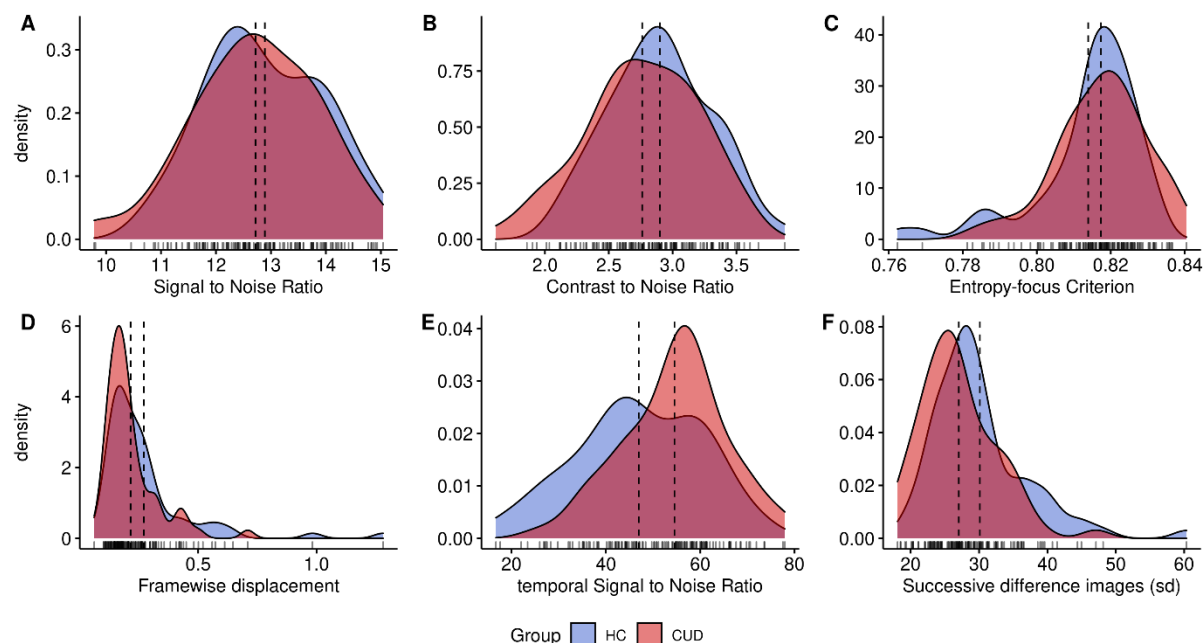 A
B
C
density
0.3
0.2
0.1
0.0
0.75
0.50
0.25
0.00
40
30
20
10
0
10 11 12 13 14 15
2.0 2.5 3.0 3.5
0.76 0.78 0.80 0.82 0.84
Signal to Noise Ratio
Contrast to Noise Ratio
Entropy-focus Criterion
D
E
F
density
6
4
2
0
0.04
0.03
0.02
0.01
0.00
0.08
0.06
0.04
0.02
0.00
0.5 1.0
20 40 60 80
20 30 40 50 60
Framewise displacement
temporal Signal to Noise Ratio
Successive difference images (sd)
Group HC CUD